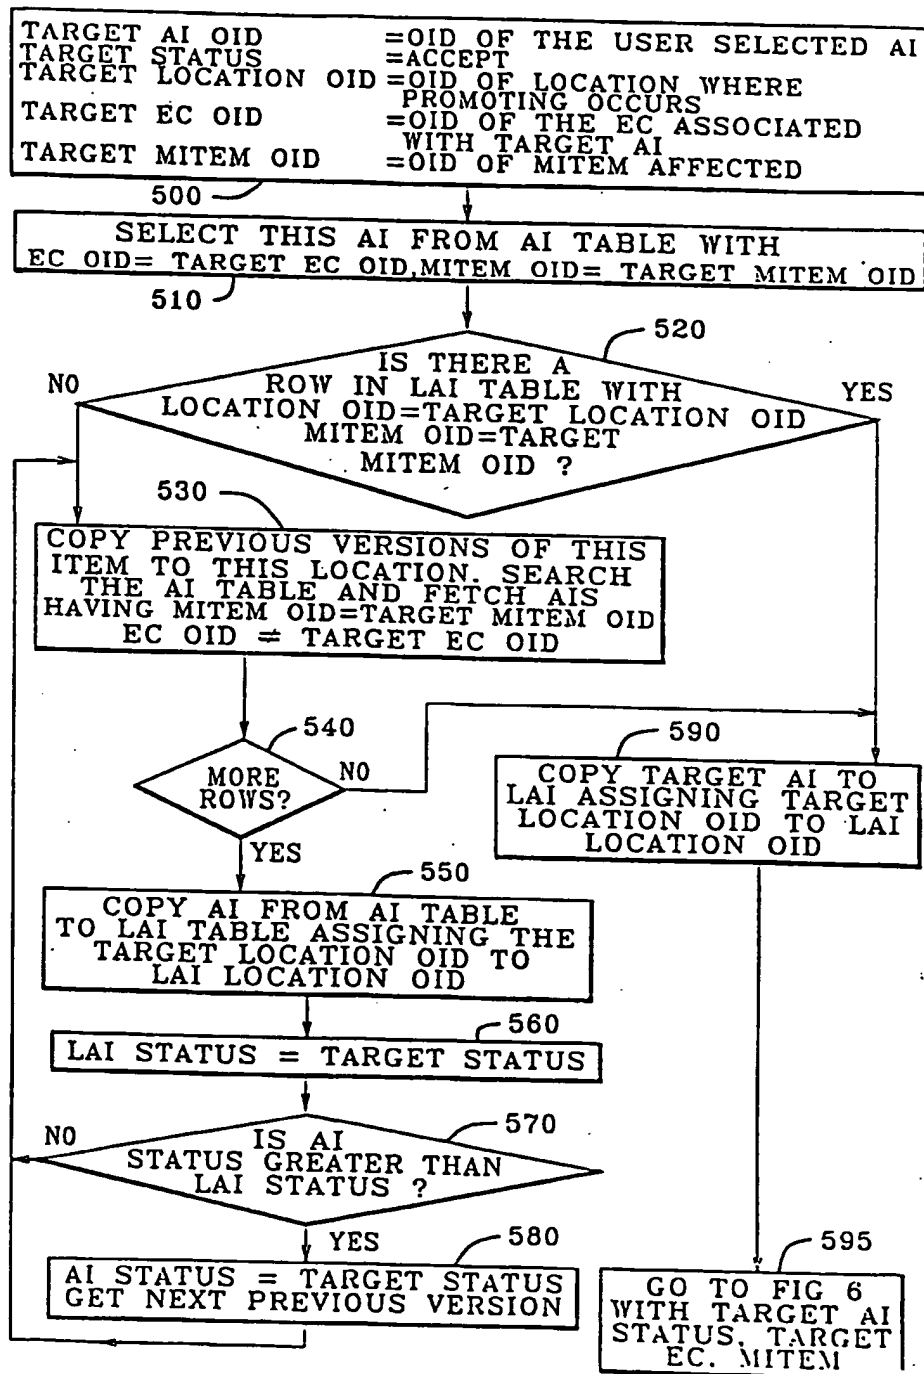 TARGET AI OID =OID OF THE USER SELECTED AI
TARGET STATUS =ACCEPT
TARGET LOCATION OID =OID OF LOCATION WHERE
PROMOTING OCCURS
TARGET EC OID =OID OF THE EC ASSOCIATED
WITH TARGET AI
TARGET MITEM OID =OID OF MITEM AFFECTED
500
SELECT THIS AI FROM AI TABLE WITH
EC OID= TARGET EC OID,MITEM OID= TARGET MITEM OID
510
520
IS THERE A
ROW IN LAI TABLE WITH
LOCATION OID=TARGET LOCATION OID
MITEM OID=TARGET
MITEM OID ?
NO
YES
530
COPY PREVIOUS VERSIONS OF THIS
ITEM TO THIS LOCATION. SEARCH
THE AI TABLE AND FETCH AIS
HAVING MITEM OID=TARGET MITEM OID
EC OID ≠ TARGET EC OID
540
MORE
ROWS?
NO
YES
590
COPY TARGET AI TO
LAI ASSIGNING TARGET
LOCATION OID TO LAI
LOCATION OID
550
COPY AI FROM AI TABLE
TO LAI TABLE ASSIGNING THE
TARGET LOCATION OID TO
LAI LOCATION OID
560
LAI STATUS = TARGET STATUS
570
IS AI
STATUS GREATER THAN
LAI STATUS ?
NO
YES
580
AI STATUS = TARGET STATUS
GET NEXT PREVIOUS VERSION
595
GO TO FIG 6
WITH TARGET AI
STATUS. TARGET
EC. MITEM